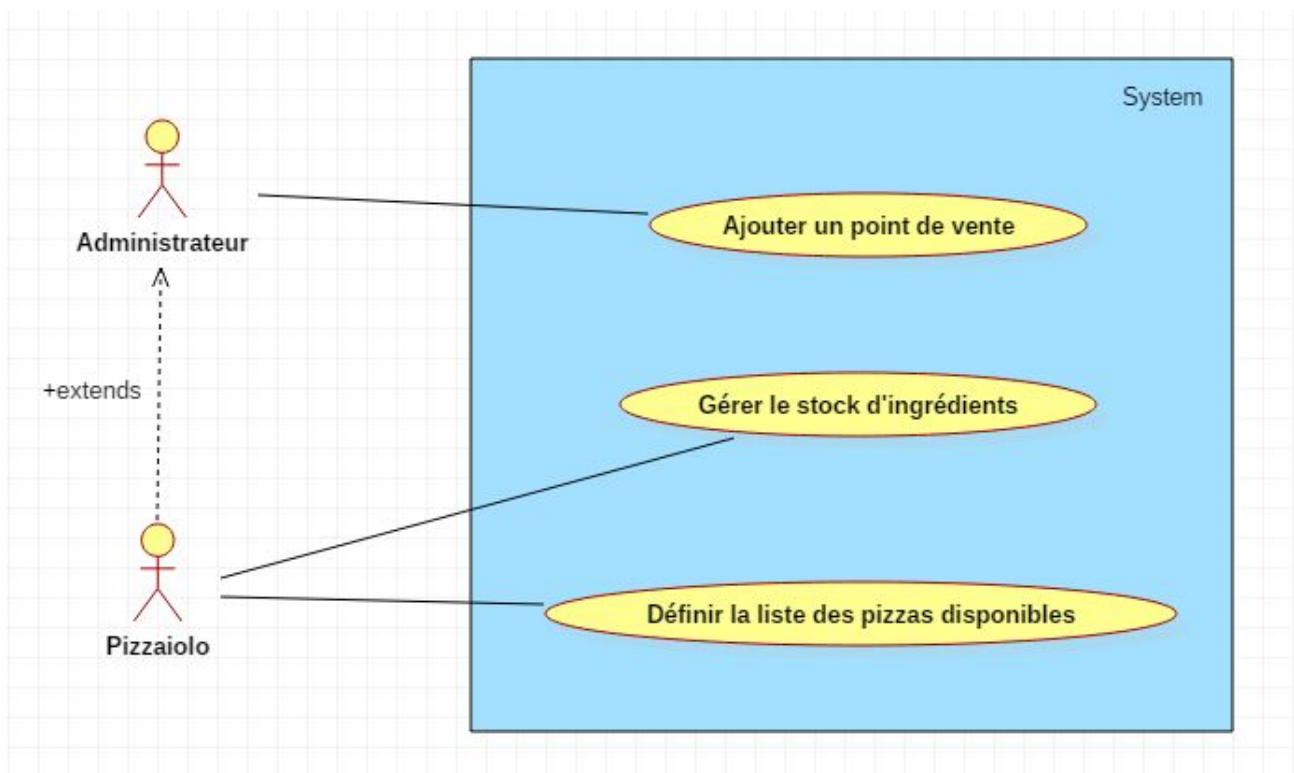 System
Administrateur
Ajouter un point de vente
+extends
Gérer le stock d'ingrédients
Pizzaiolo
Définir la liste des pizzas disponibles